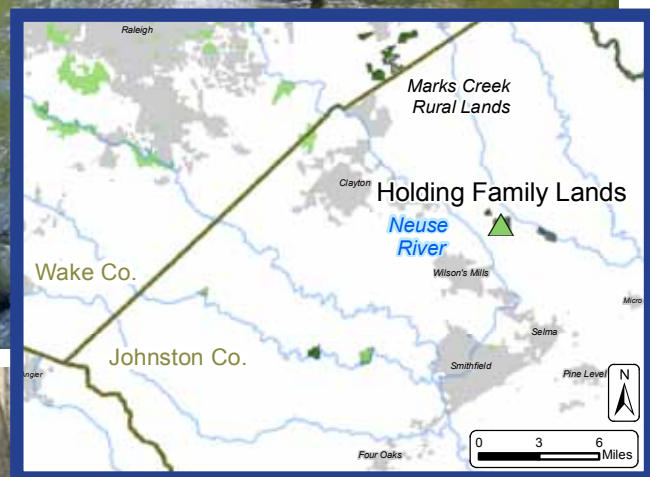 Raleigh
Marks Creek
Rural Lands
Clayton
Holding Family Lands
Neuse
River
Wake Co.
Wilson's Mills
Micro
Johnston Co.
Selma
Smithfield
Pine Level
N
Angier
Four Oaks
0 3 6
Miles